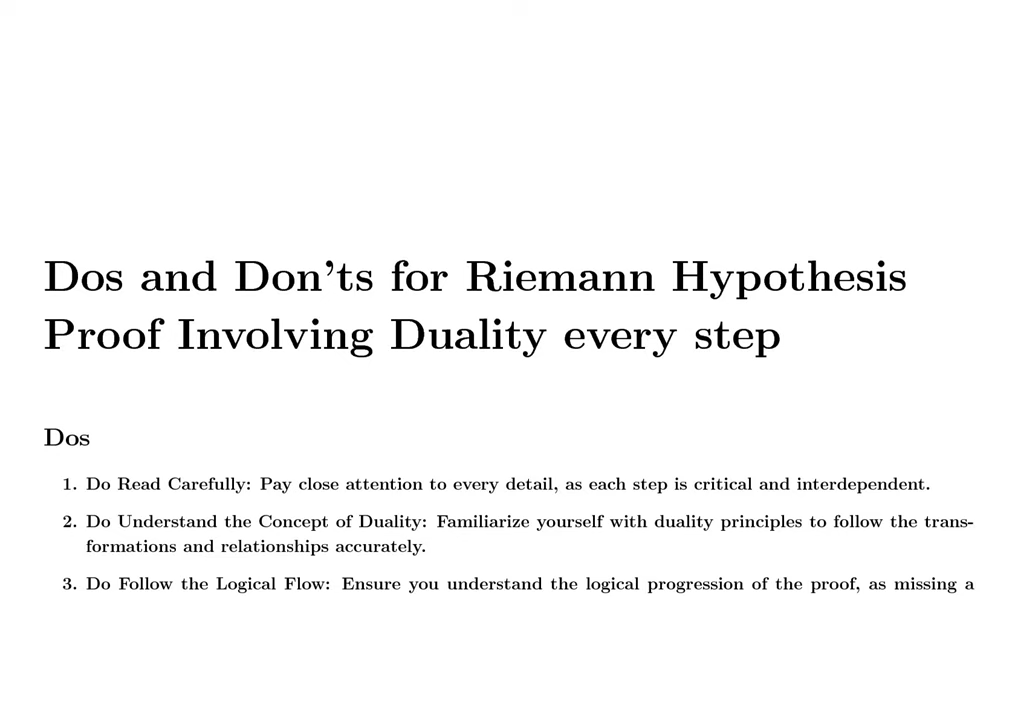 Dos and Don'ts for Riemann Hypothesis
Proof Involving Duality every step
Dos
1. Do Read Carefully: Pay close attention to every detail, as each step is critical and interdependent.
2. Do Understand the Concept of Duality: Familiarize yourself with duality principles to follow the trans-
formations and relationships accurately.
3. Do Follow the Logical Flow: Ensure you understand the logical progression of the proof, as missing a